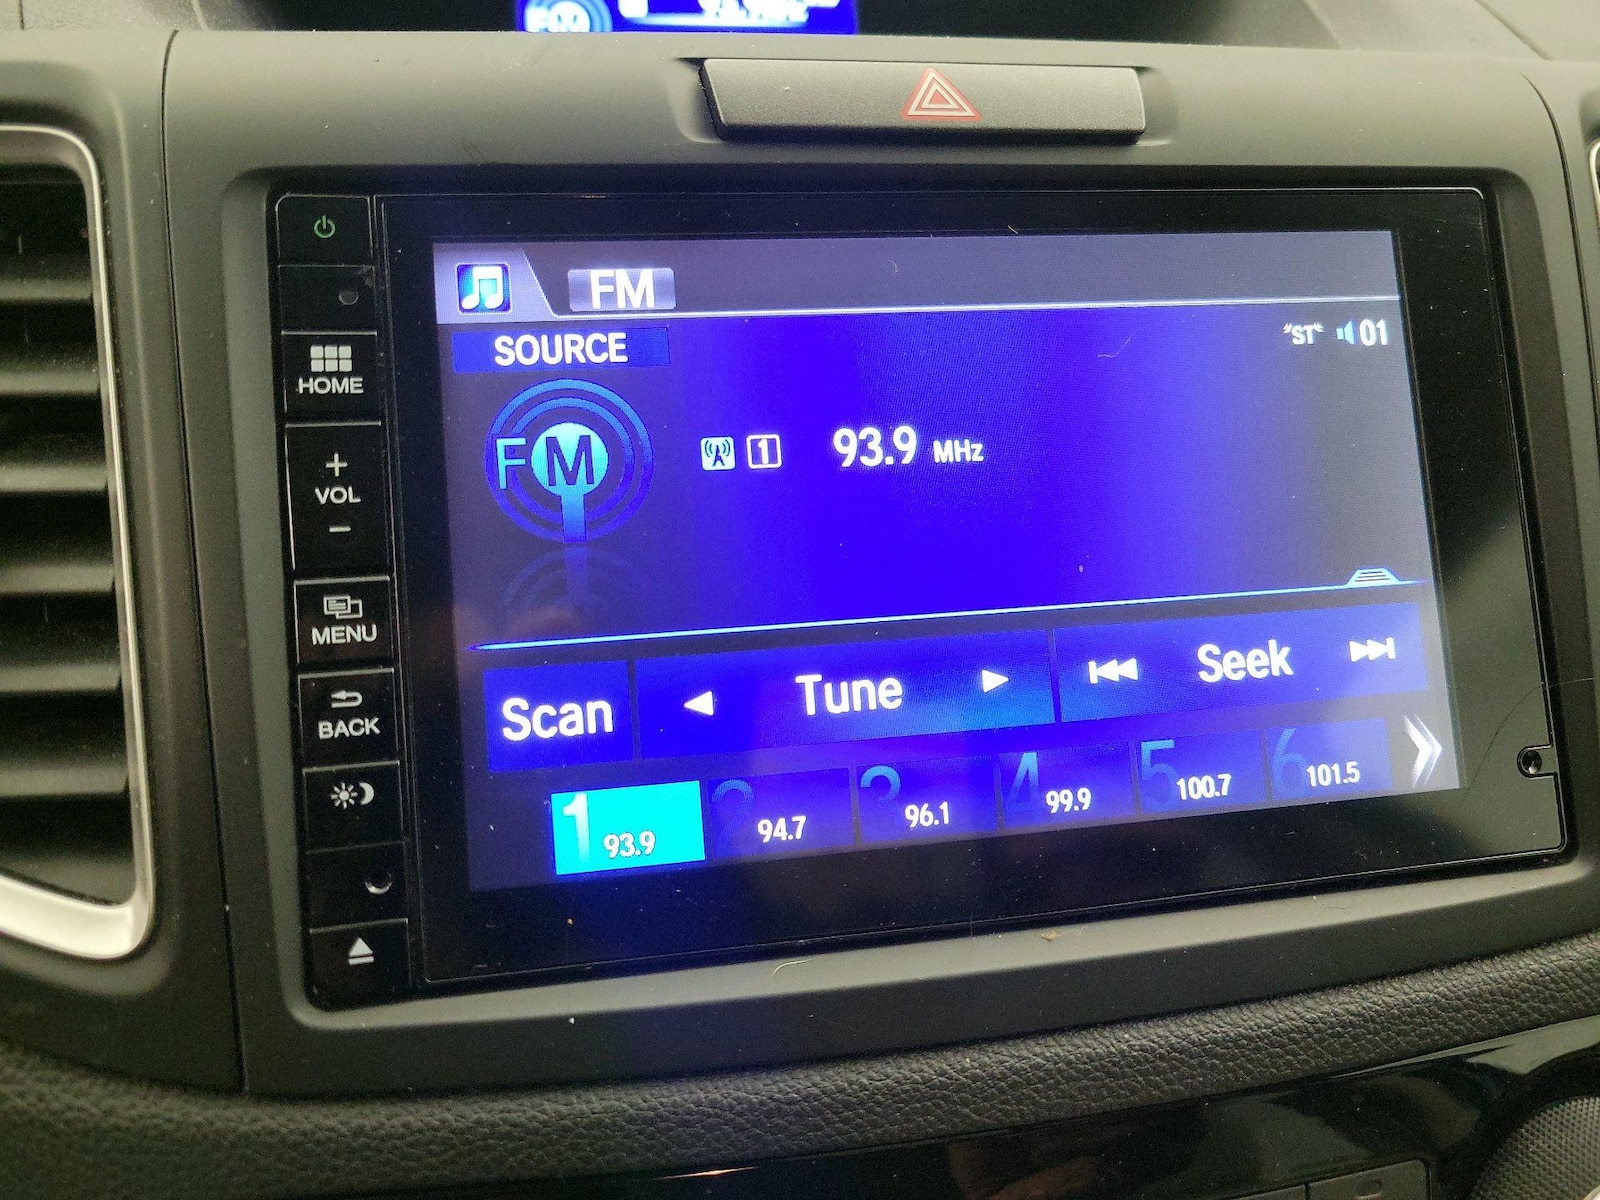 FM
FM
SOURCE
"ST" 01
HOME
FM
1 93.9 MHz
+
VOL
−
MENU
Scan Tune Seek
BACK
1 93.9 2 94.7 3 96.1 4 99.9 5 100.7 6 101.5